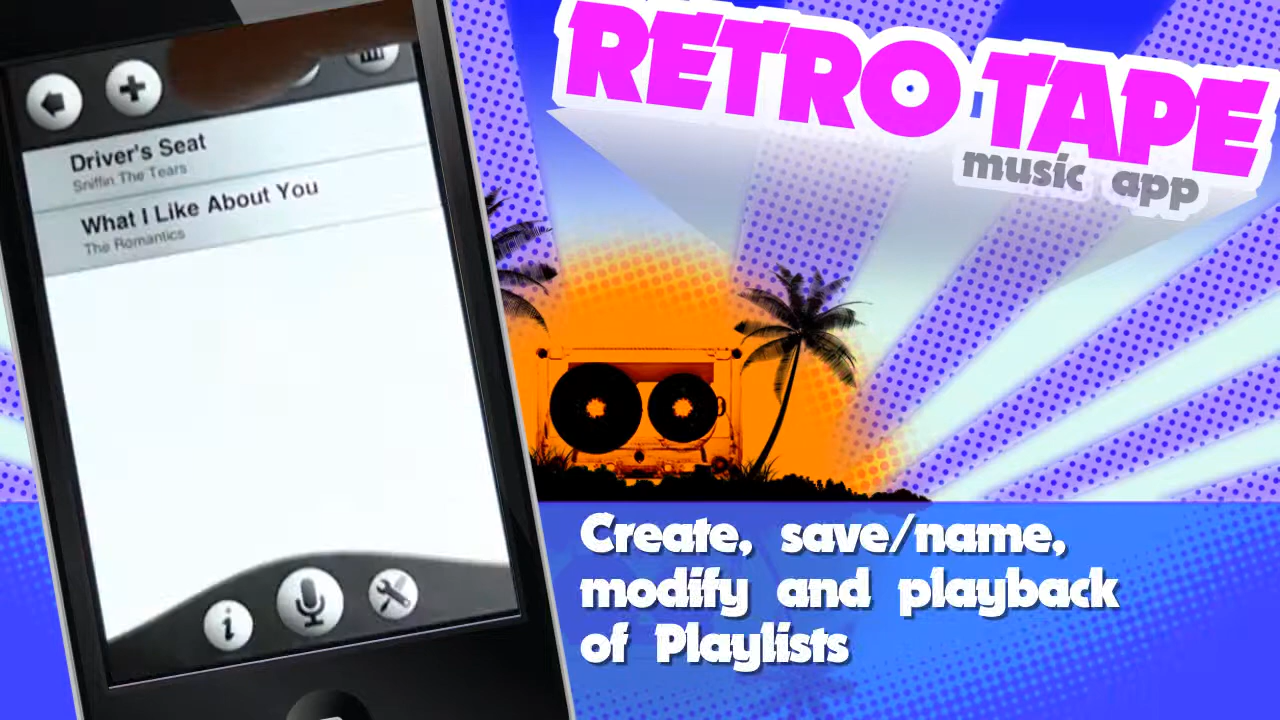 RETRO TAPE
music app
Driver's Seat
Sniffin The Tears
What I Like About You
The Romantics
Create, save/name,
modify and playback
of Playlists